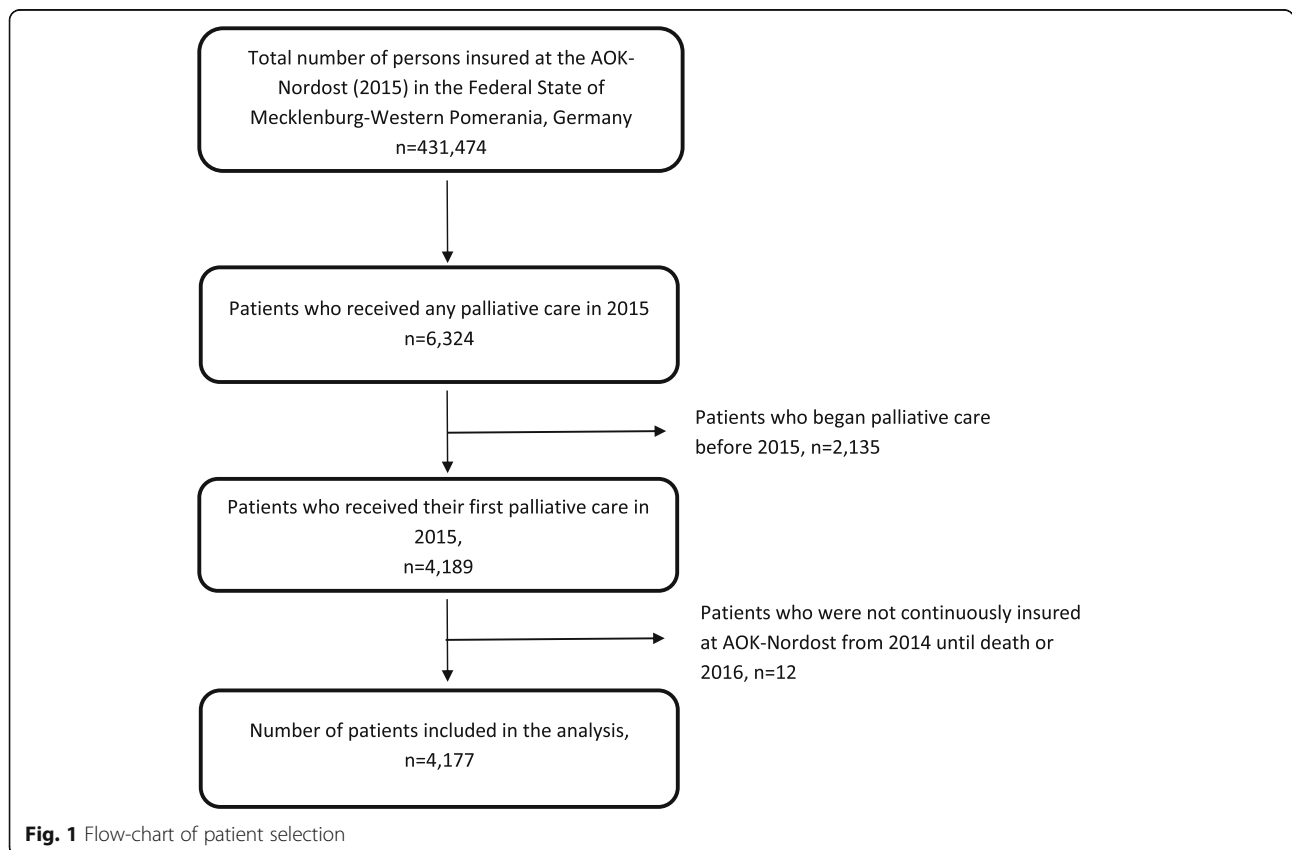 Total number of persons insured at the AOK-
Nordost (2015) in the Federal State of
Mecklenburg-Western Pomerania, Germany
n=431,474
Patients who received any palliative care in 2015
n=6,324
Patients who began palliative care
before 2015, n=2,135
Patients who received their first palliative care in
2015,
n=4,189
Patients who were not continuously insured
at AOK-Nordost from 2014 until death or
2016, n=12
Number of patients included in the analysis,
n=4,177
Fig. 1 Flow-chart of patient selection